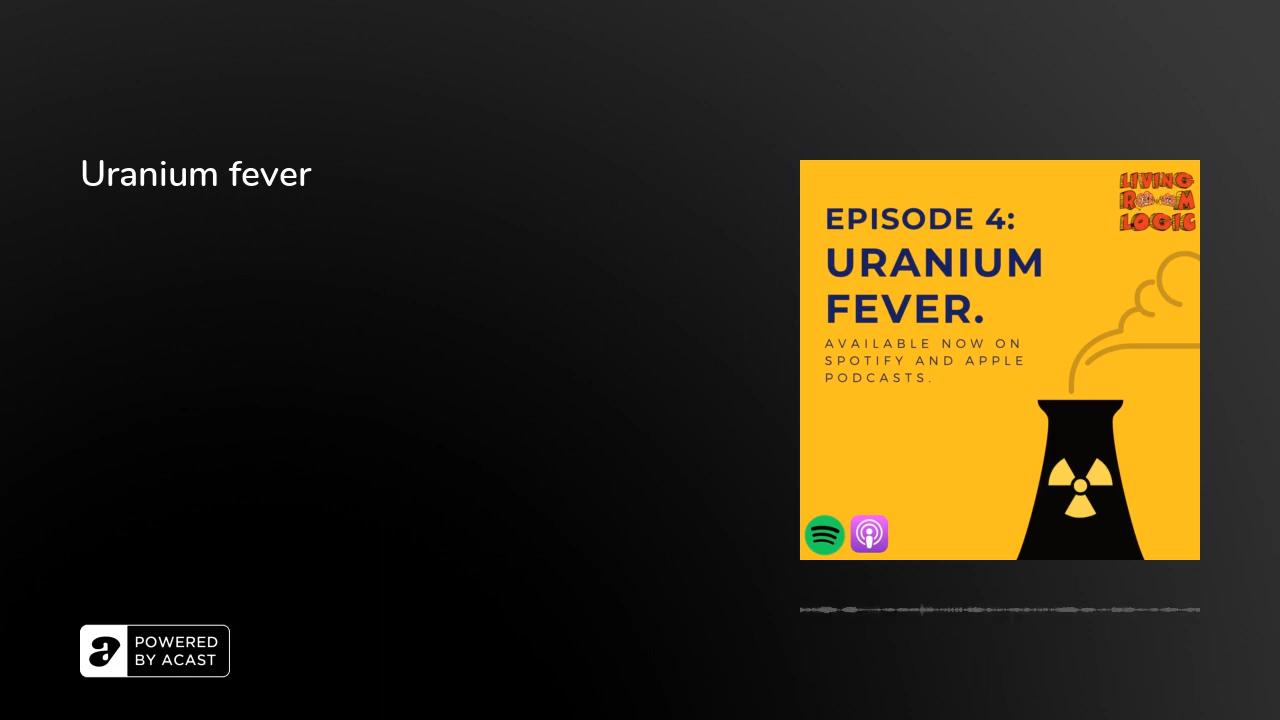 Uranium fever
LIVING
ROOM
LOGIC
EPISODE 4:
URANIUM
FEVER.
AVAILABLE NOW ON
SPOTIFY AND APPLE
PODCASTS.
POWERED
BY ACAST